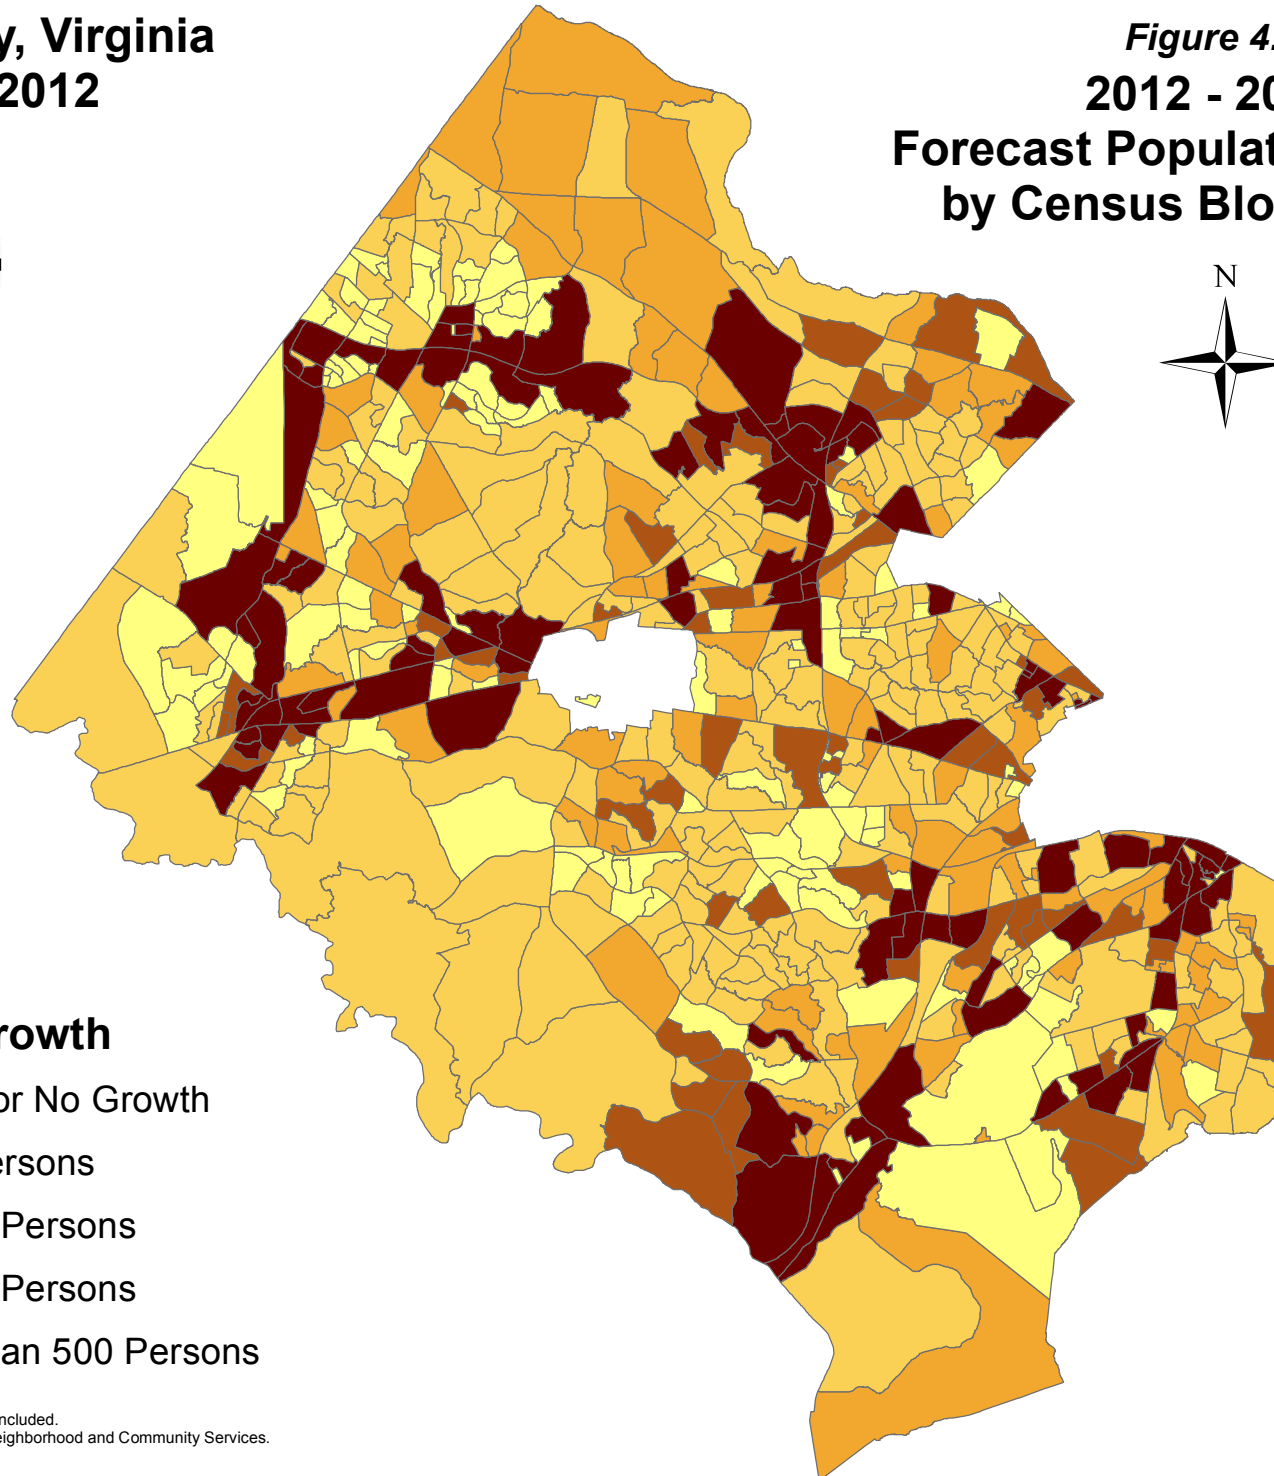 y, Virginia
2012
Figure 4.
2012 - 20
Forecast Populat
by Census Blo
N
rowth
or No Growth
ersons
Persons
Persons
an 500 Persons
ncluded.
eighborhood and Community Services.